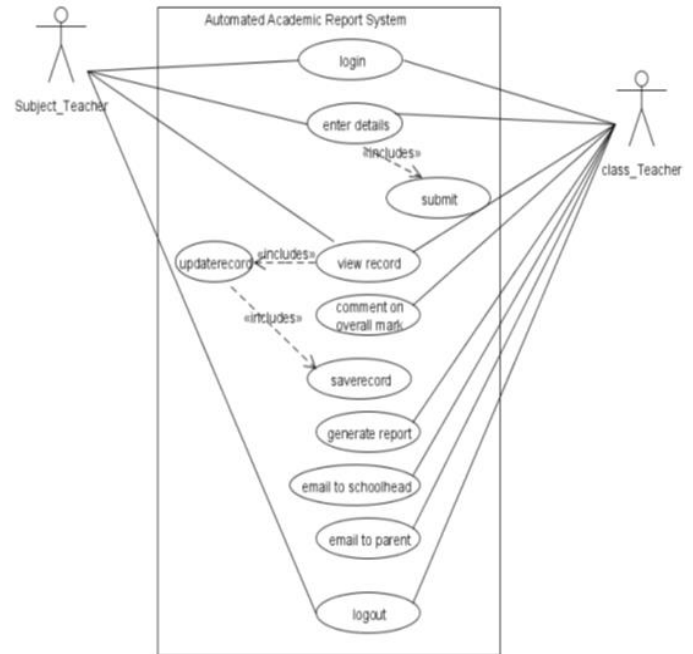 Automated Academic Report System
login
Subject_Teacher
enter details
«includes»
class_Teacher
submit
«includes»
updaterecord
view record
comment on
overall mark
«includes»
saverecord
generate report
email to schoolhead
email to parent
logout